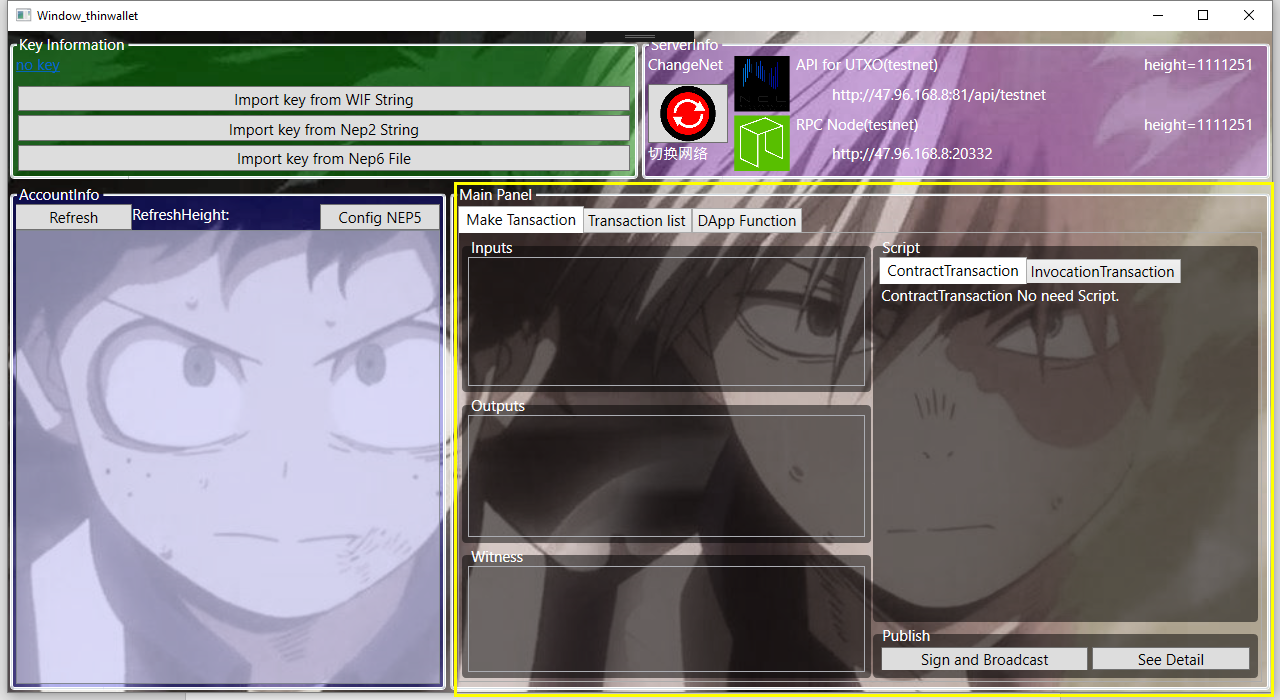 Window_thinwallet
Key Information
no key
Import key from WIF String
Import key from Nep2 String
Import key from Nep6 File
ServerInfo
ChangeNet
切换网络
API for UTXO(testnet)
height=1111251
http://47.96.168.8:81/api/testnet
RPC Node(testnet)
height=1111251
http://47.96.168.8:20332
AccountInfo
Refresh
RefreshHeight:
Config NEP5
Main Panel
Make Tansaction
Transaction list
DApp Function
Inputs
Outputs
Witness
Script
ContractTransaction
InvocationTransaction
ContractTransaction No need Script.
Publish
Sign and Broadcast
See Detail